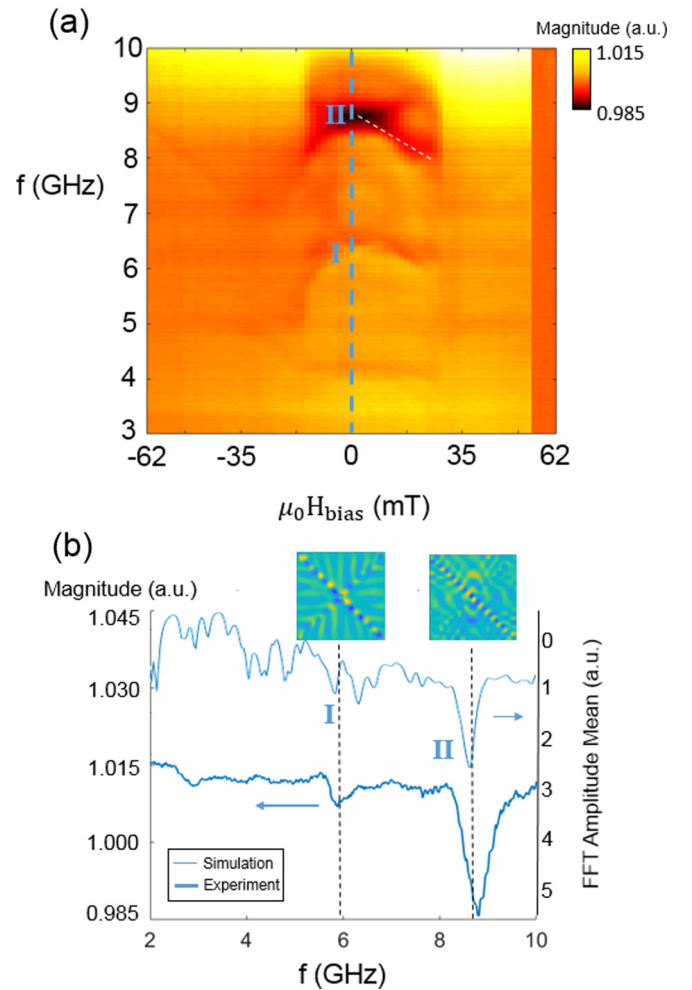 (a)
Magnitude (a.u.)
1.015
0.985
10
9
8
7
6
5
4
3
f (GHz)
II
I
-62 -35 0 35 62
μ₀H_bias (mT)
(b)
Magnitude (a.u.)
1.045
1.030
1.015
1.000
0.985
0
1
2
3
4
5
FFT Amplitude Mean (a.u.)
I
II
Simulation
Experiment
2 4 6 8 10
f (GHz)